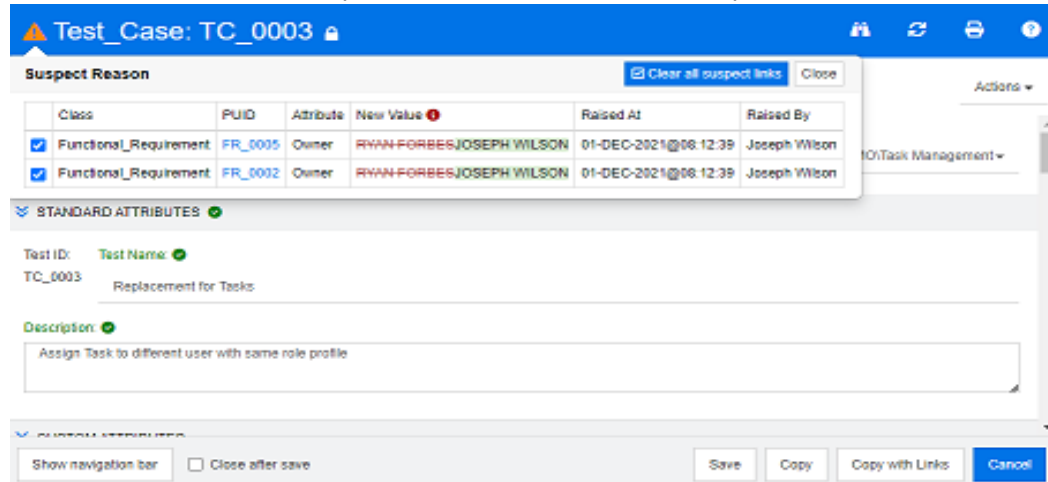 Test_Case: TC_0003
Suspect Reason
Clear all suspect links
Close
Actions
Class PUID Attribute New Value Raised At Raised By
Functional_Requirement FR_0005 Owner RYAN FORBESJOSEPH WILSON 01-DEC-2021@08:12:39 Joseph Wilson
Functional_Requirement FR_0002 Owner RYAN FORBESJOSEPH WILSON 01-DEC-2021@08:12:39 Joseph Wilson
Task Management
STANDARD ATTRIBUTES
Test ID: Test Name:
TC_0003 Replacement for Tasks
Description:
Assign Task to different user with same role profile
CUSTOM ATTRIBUTES
Show navigation bar Close after save Save Copy Copy with Links Cancel